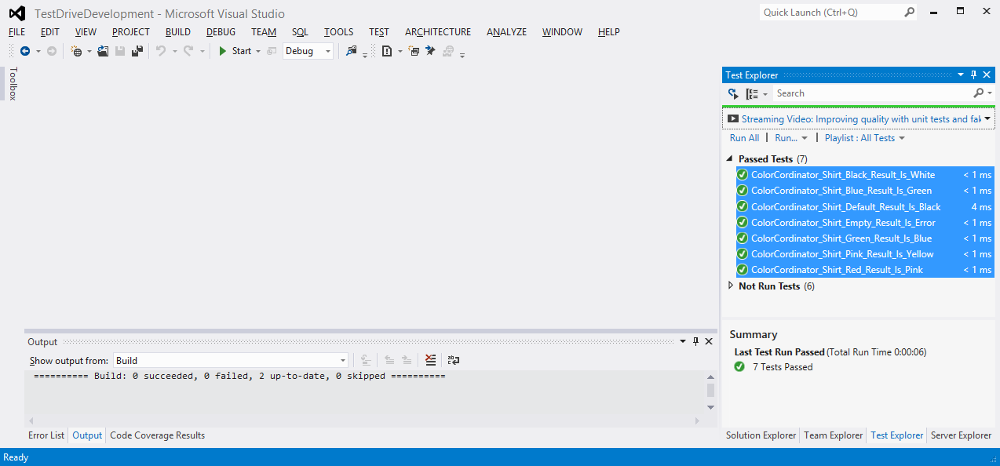 TestDriveDevelopment - Microsoft Visual Studio
Quick Launch (Ctrl+Q)
FILE EDIT VIEW PROJECT BUILD DEBUG TEAM SQL TOOLS TEST ARCHITECTURE ANALYZE WINDOW HELP
Start Debug
Toolbox
Test Explorer
Search
Streaming Video: Improving quality with unit tests and fak
Run All | Run... | Playlist : All Tests
Passed Tests (7)
ColorCordinator_Shirt_Black_Result_Is_White < 1 ms
ColorCordinator_Shirt_Blue_Result_Is_Green < 1 ms
ColorCordinator_Shirt_Default_Result_Is_Black 4 ms
ColorCordinator_Shirt_Empty_Result_Is_Error < 1 ms
ColorCordinator_Shirt_Green_Result_Is_Blue < 1 ms
ColorCordinator_Shirt_Pink_Result_Is_Yellow < 1 ms
ColorCordinator_Shirt_Red_Result_Is_Pink < 1 ms
Not Run Tests (6)
Summary
Last Test Run Passed (Total Run Time 0:00:06)
7 Tests Passed
Output
Show output from: Build
========== Build: 0 succeeded, 0 failed, 2 up-to-date, 0 skipped ==========
Error List Output Code Coverage Results
Solution Explorer Team Explorer Test Explorer Server Explorer
Ready